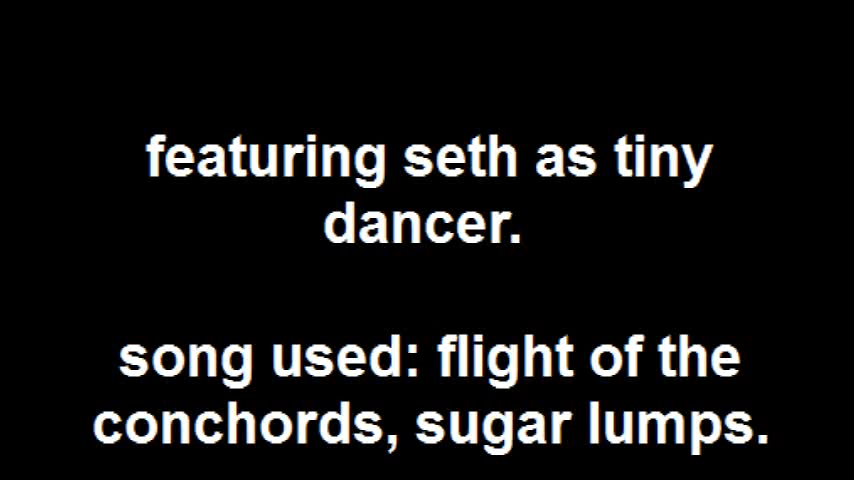 featuring seth as tiny
dancer.
song used: flight of the
conchords, sugar lumps.